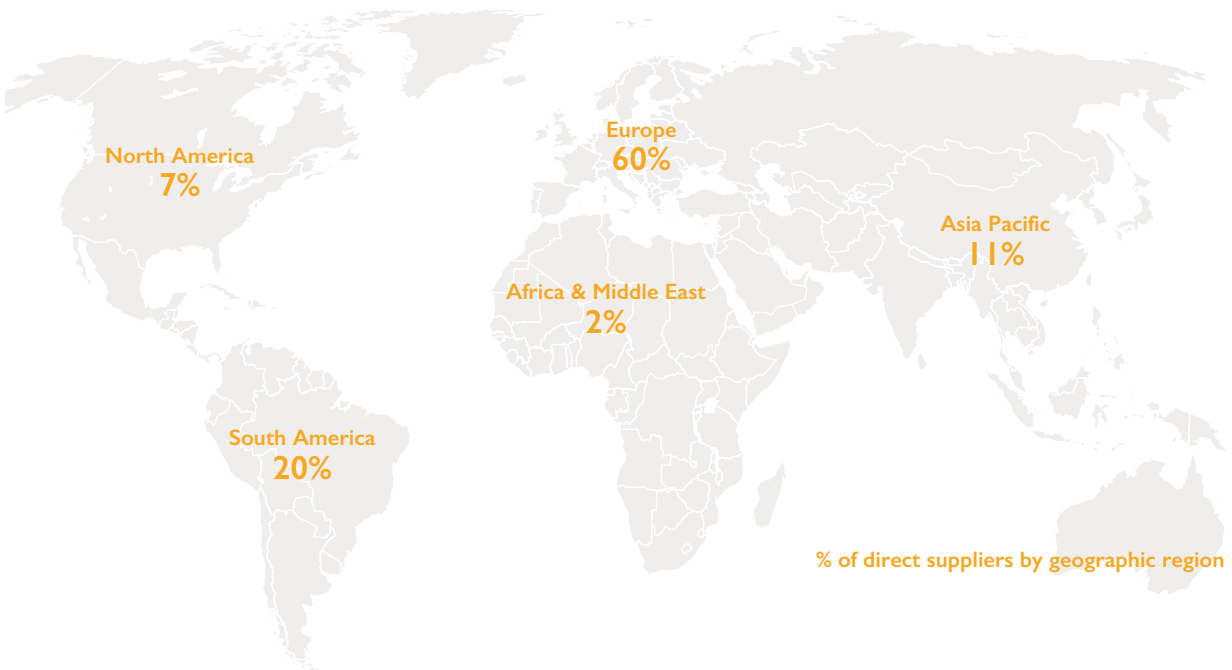 Europe
60%
North America
7%
Asia Pacific
11%
Africa & Middle East
2%
South America
20%
% of direct suppliers by geographic region